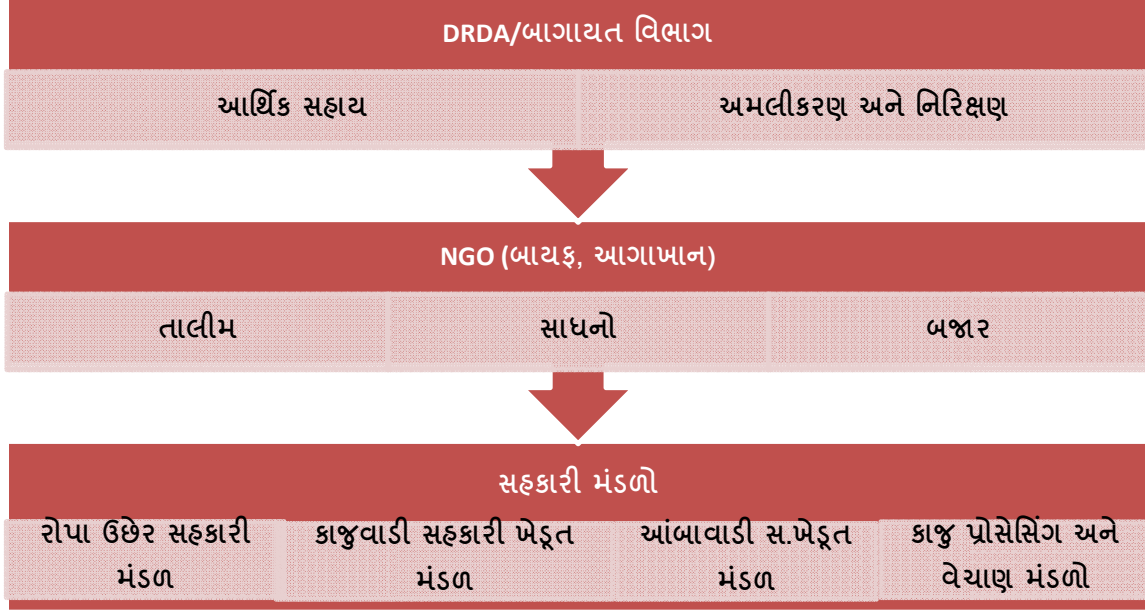 DRDA/બાગાયત વિભાગ
આર્થિક સહાય
અમલીકરણ અને નિરિક્ષણ
NGO (બાયફ, આગાખાન)
તાલીમ
સાધનો
બજાર
સહકારી મંડળો
રોપા ઉછેર સહકારી
મંડળ
કાજુવાડી સહકારી ખેડૂત
મંડળ
આંબાવાડી સ.ખેડૂત
મંડળ
કાજુ પ્રોસેસિંગ અને
વેચાણ મંડળો